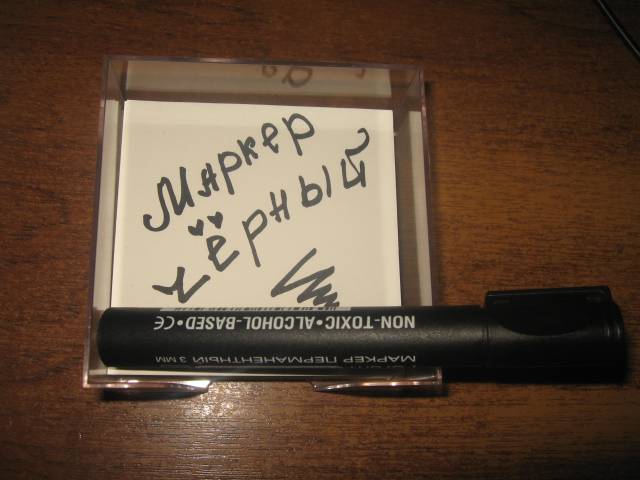 Маркер
чёрный
NON-TOXIC•ALCOHOL-BASED•CE
МАРКЕР ПЕРМАНЕНТНЫЙ 3 ММ